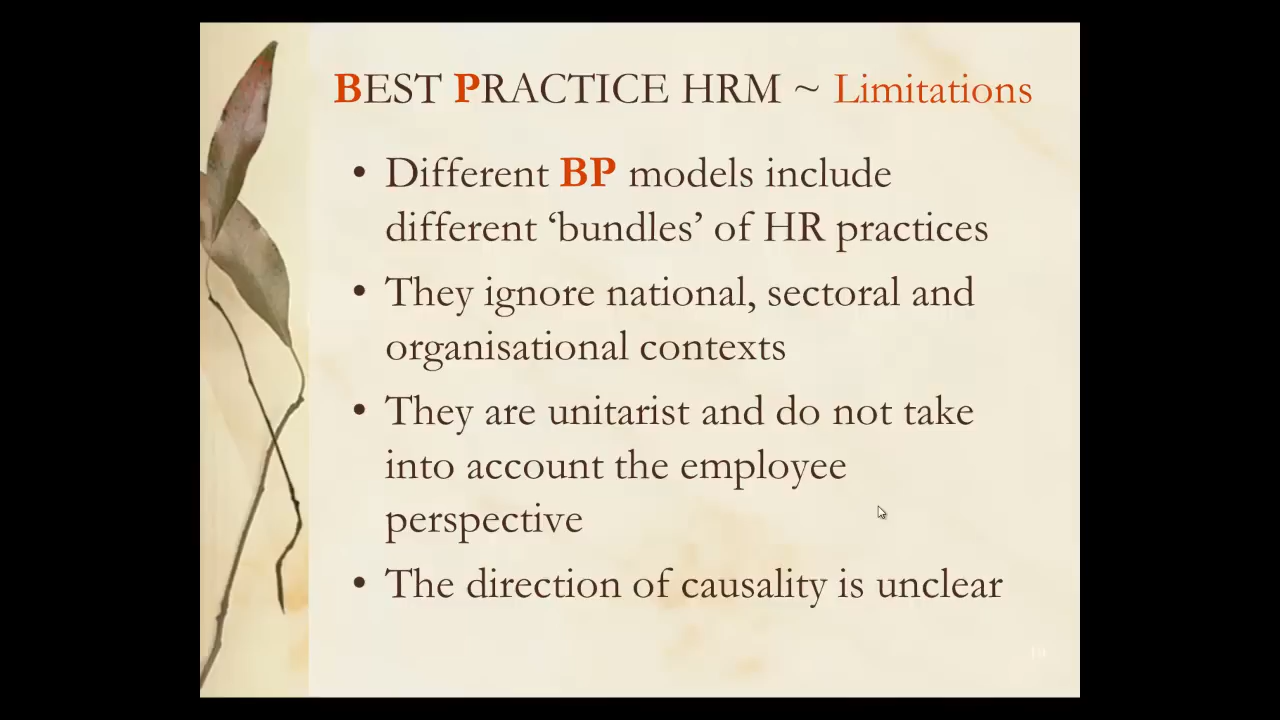 BEST PRACTICE HRM ~ Limitations
• Different BP models include
different ‘bundles’ of HR practices
• They ignore national, sectoral and
organisational contexts
• They are unitarist and do not take
into account the employee
perspective
• The direction of causality is unclear